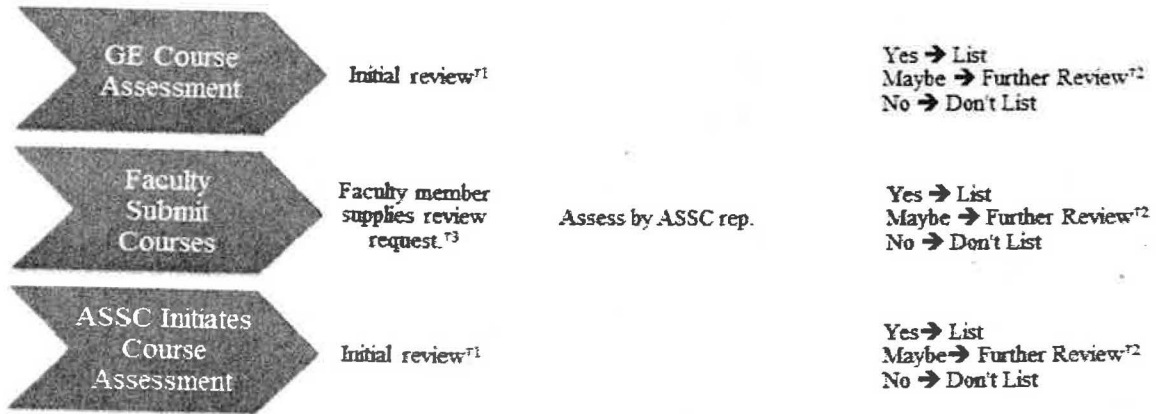 GE Course
Assessment
Initial review⊤1
Yes ➔ List
Maybe ➔ Further Review⊤2
No ➔ Don't List
Faculty
Submit
Courses
Faculty member
supplies review
request.⊤3
Assess by ASSC rep.
Yes ➔ List
Maybe ➔ Further Review⊤2
No ➔ Don't List
ASSC Initiates
Course
Assessment
Initial review⊤1
Yes➔ List
Maybe➔ Further Review⊤2
No ➔ Don't List